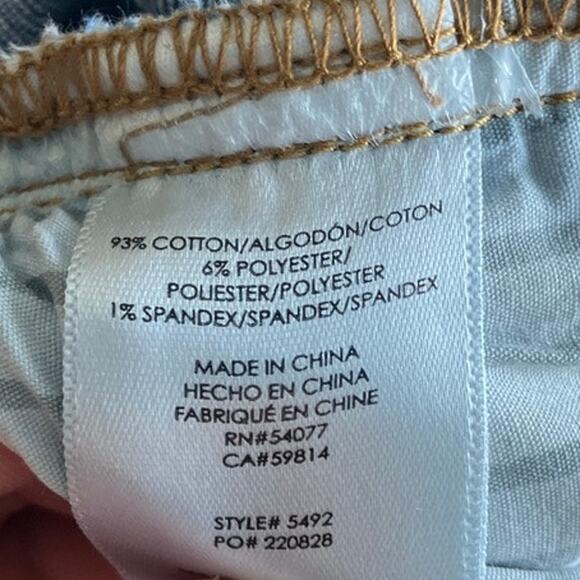 93% COTTON/ALGODÓN/COTON
6% POLYESTER/
POLIESTER/POLYESTER
1% SPANDEX/SPANDEX/SPANDEX
MADE IN CHINA
HECHO EN CHINA
FABRIQUÉ EN CHINE
RN#54077
CA#59814
STYLE# 5492
PO# 220828